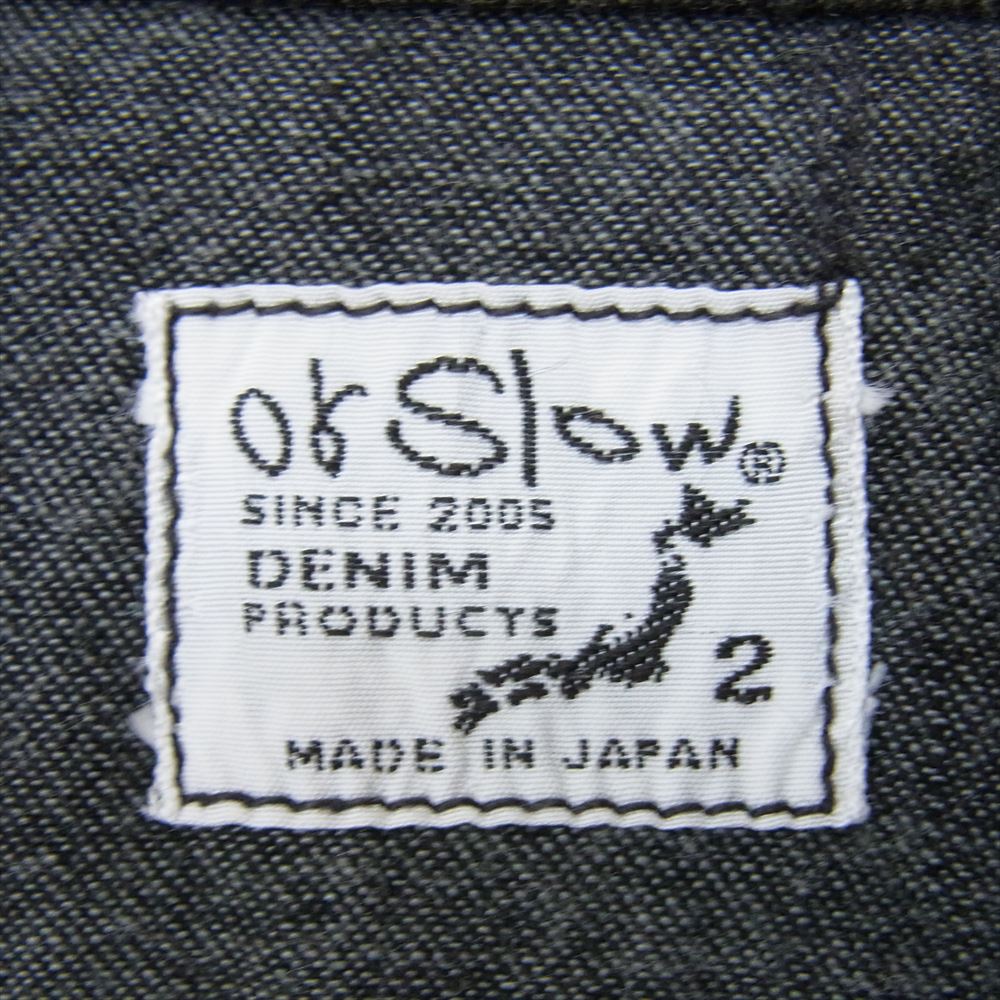 orSlow®
SINCE 2005
DENIM
PRODUCTS
2
MADE IN JAPAN